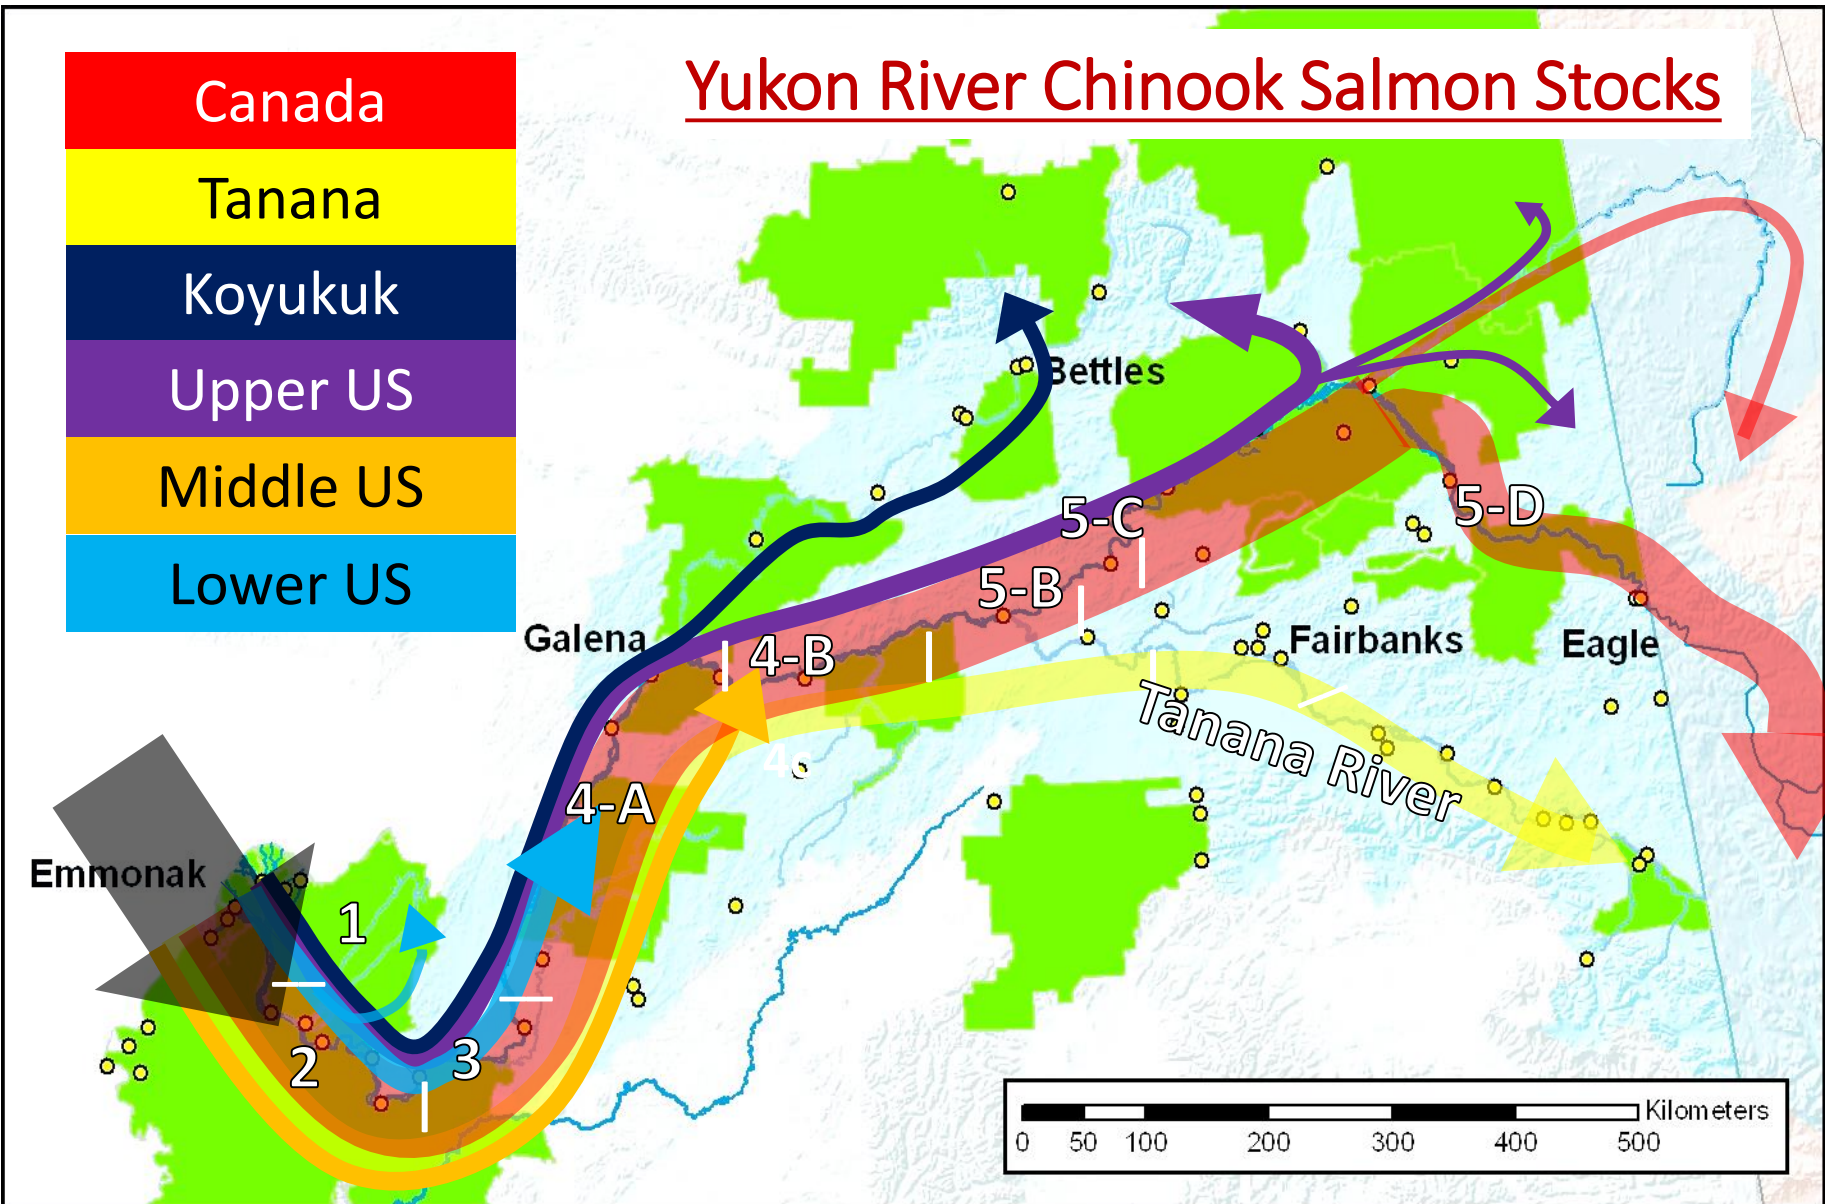 Yukon River Chinook Salmon Stocks
Canada
Tanana
Koyukuk
Upper US
Middle US
Lower US
Bettles
5-C
5-D
5-B
Galena
4-B
Fairbanks
Eagle
Tanana River
4c
4-A
Emmonak
1
2
3
Kilometers
0 50 100 200 300 400 500